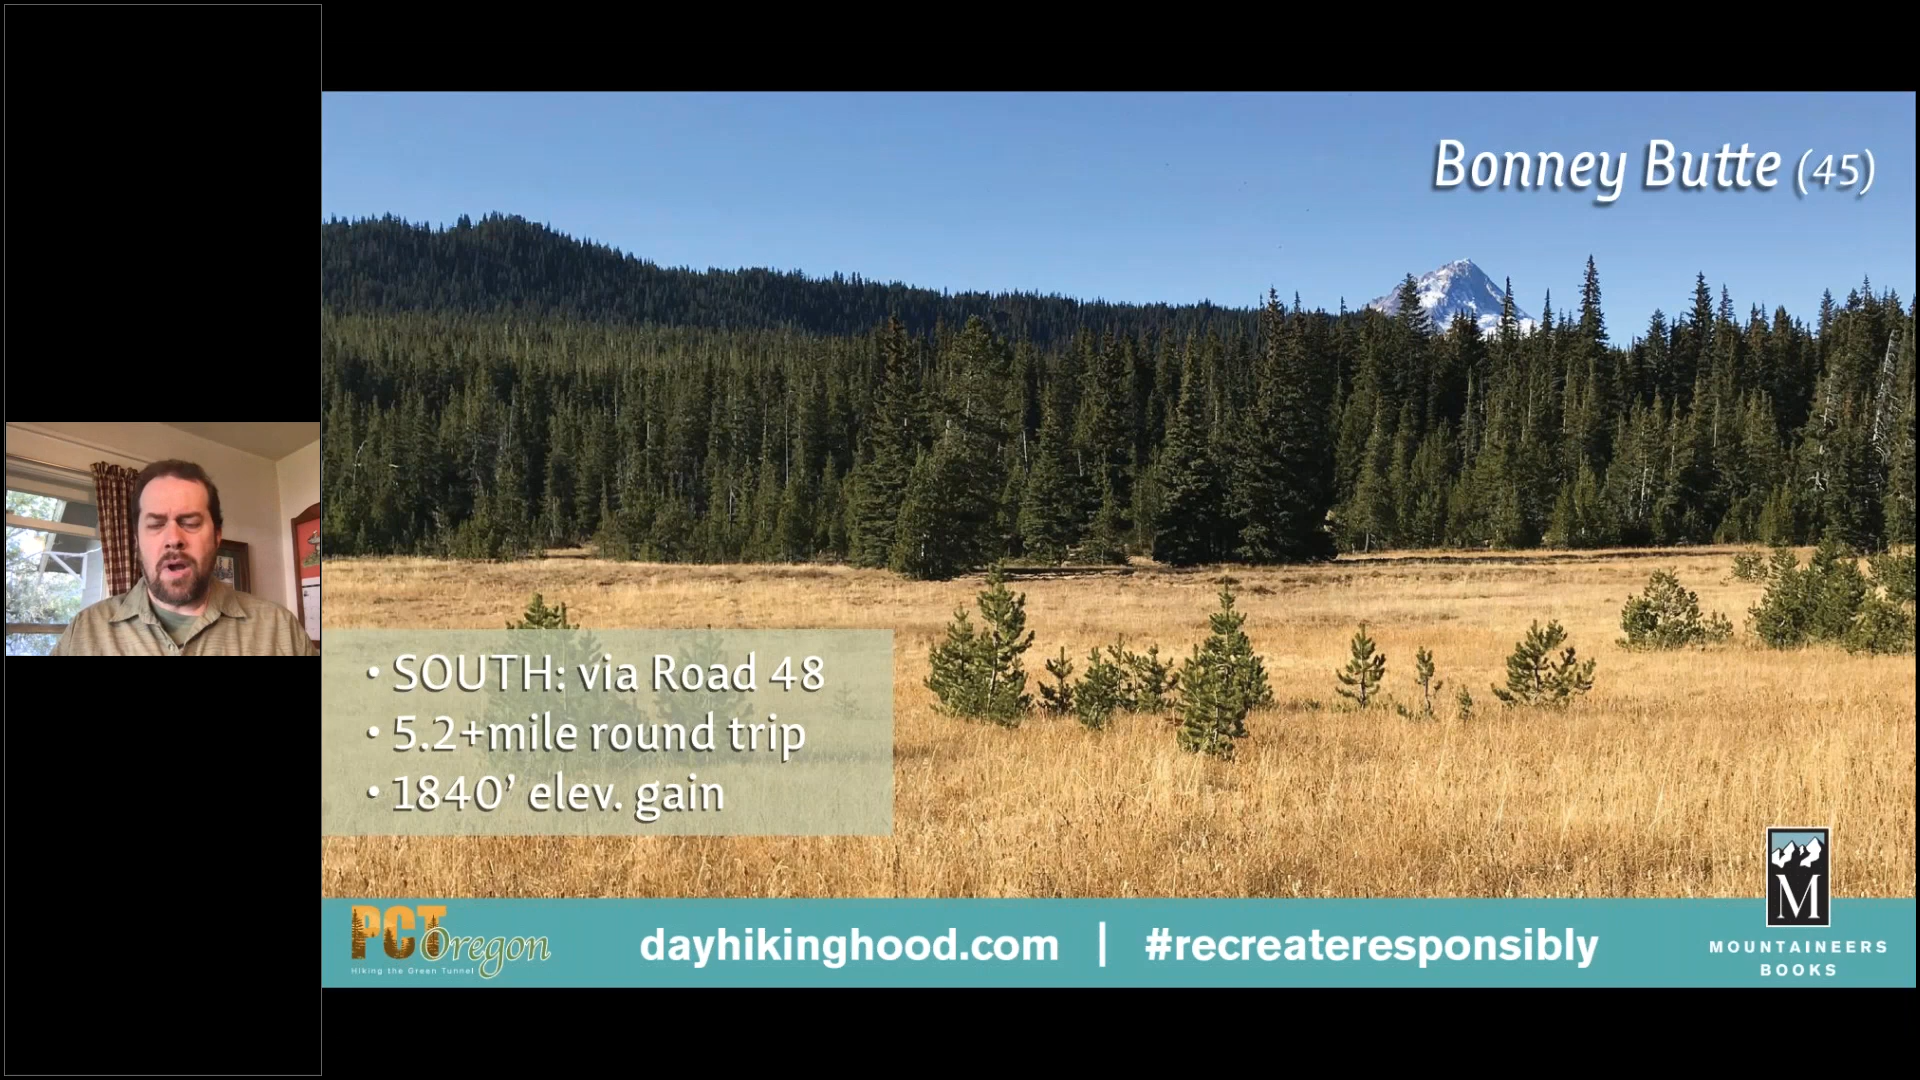 Bonney Butte (45)
• SOUTH: via Road 48
• 5.2+mile round trip
• 1840’ elev. gain
PCT Oregon
Hiking the Green Tunnel
dayhikinghood.com | #recreateresponsibly
M
MOUNTAINEERS
BOOKS